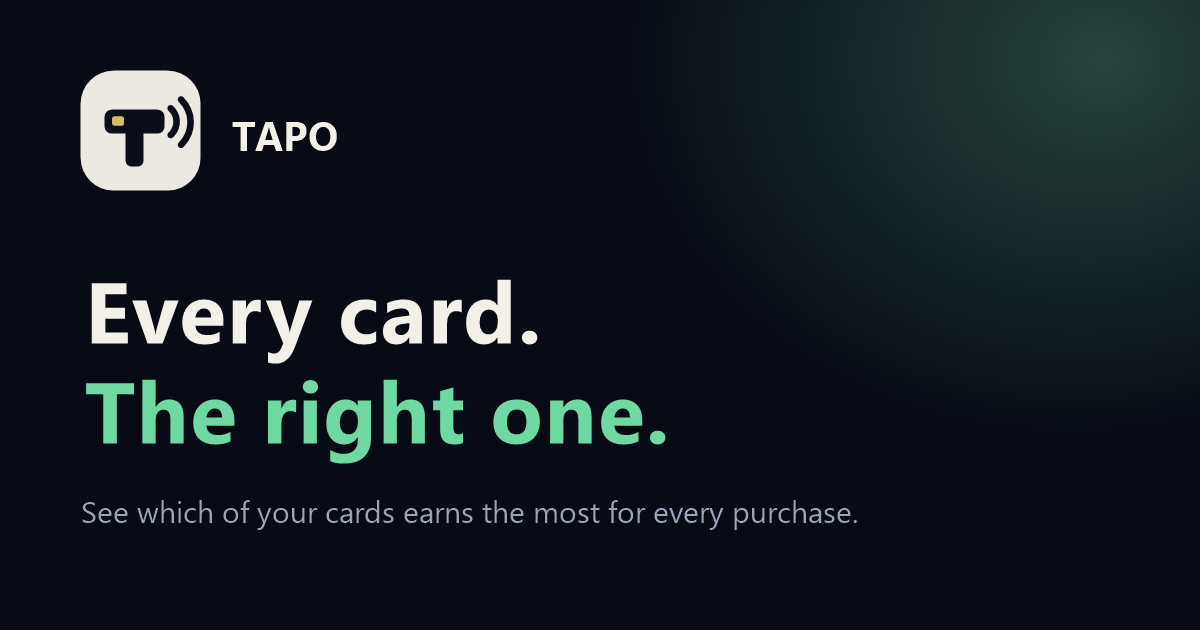 TAPO
Every card.
The right one.
See which of your cards earns the most for every purchase.